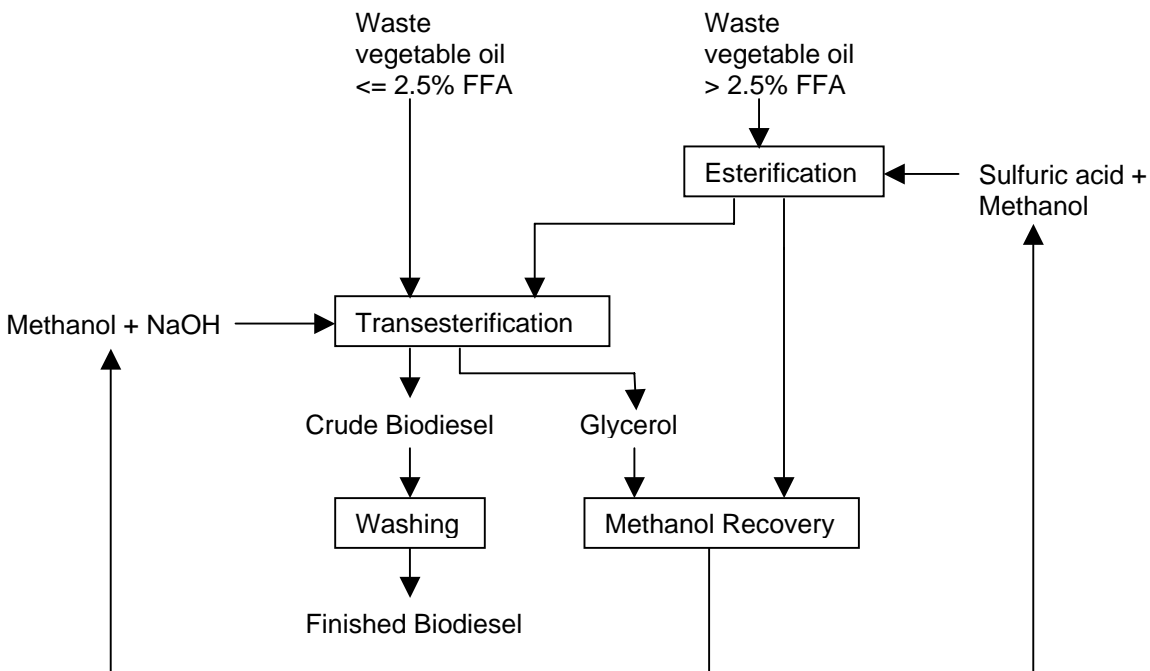 Waste
vegetable oil
<= 2.5% FFA
Waste
vegetable oil
> 2.5% FFA
Esterification
Sulfuric acid +
Methanol
Methanol + NaOH
Transesterification
Crude Biodiesel
Glycerol
Washing
Methanol Recovery
Finished Biodiesel